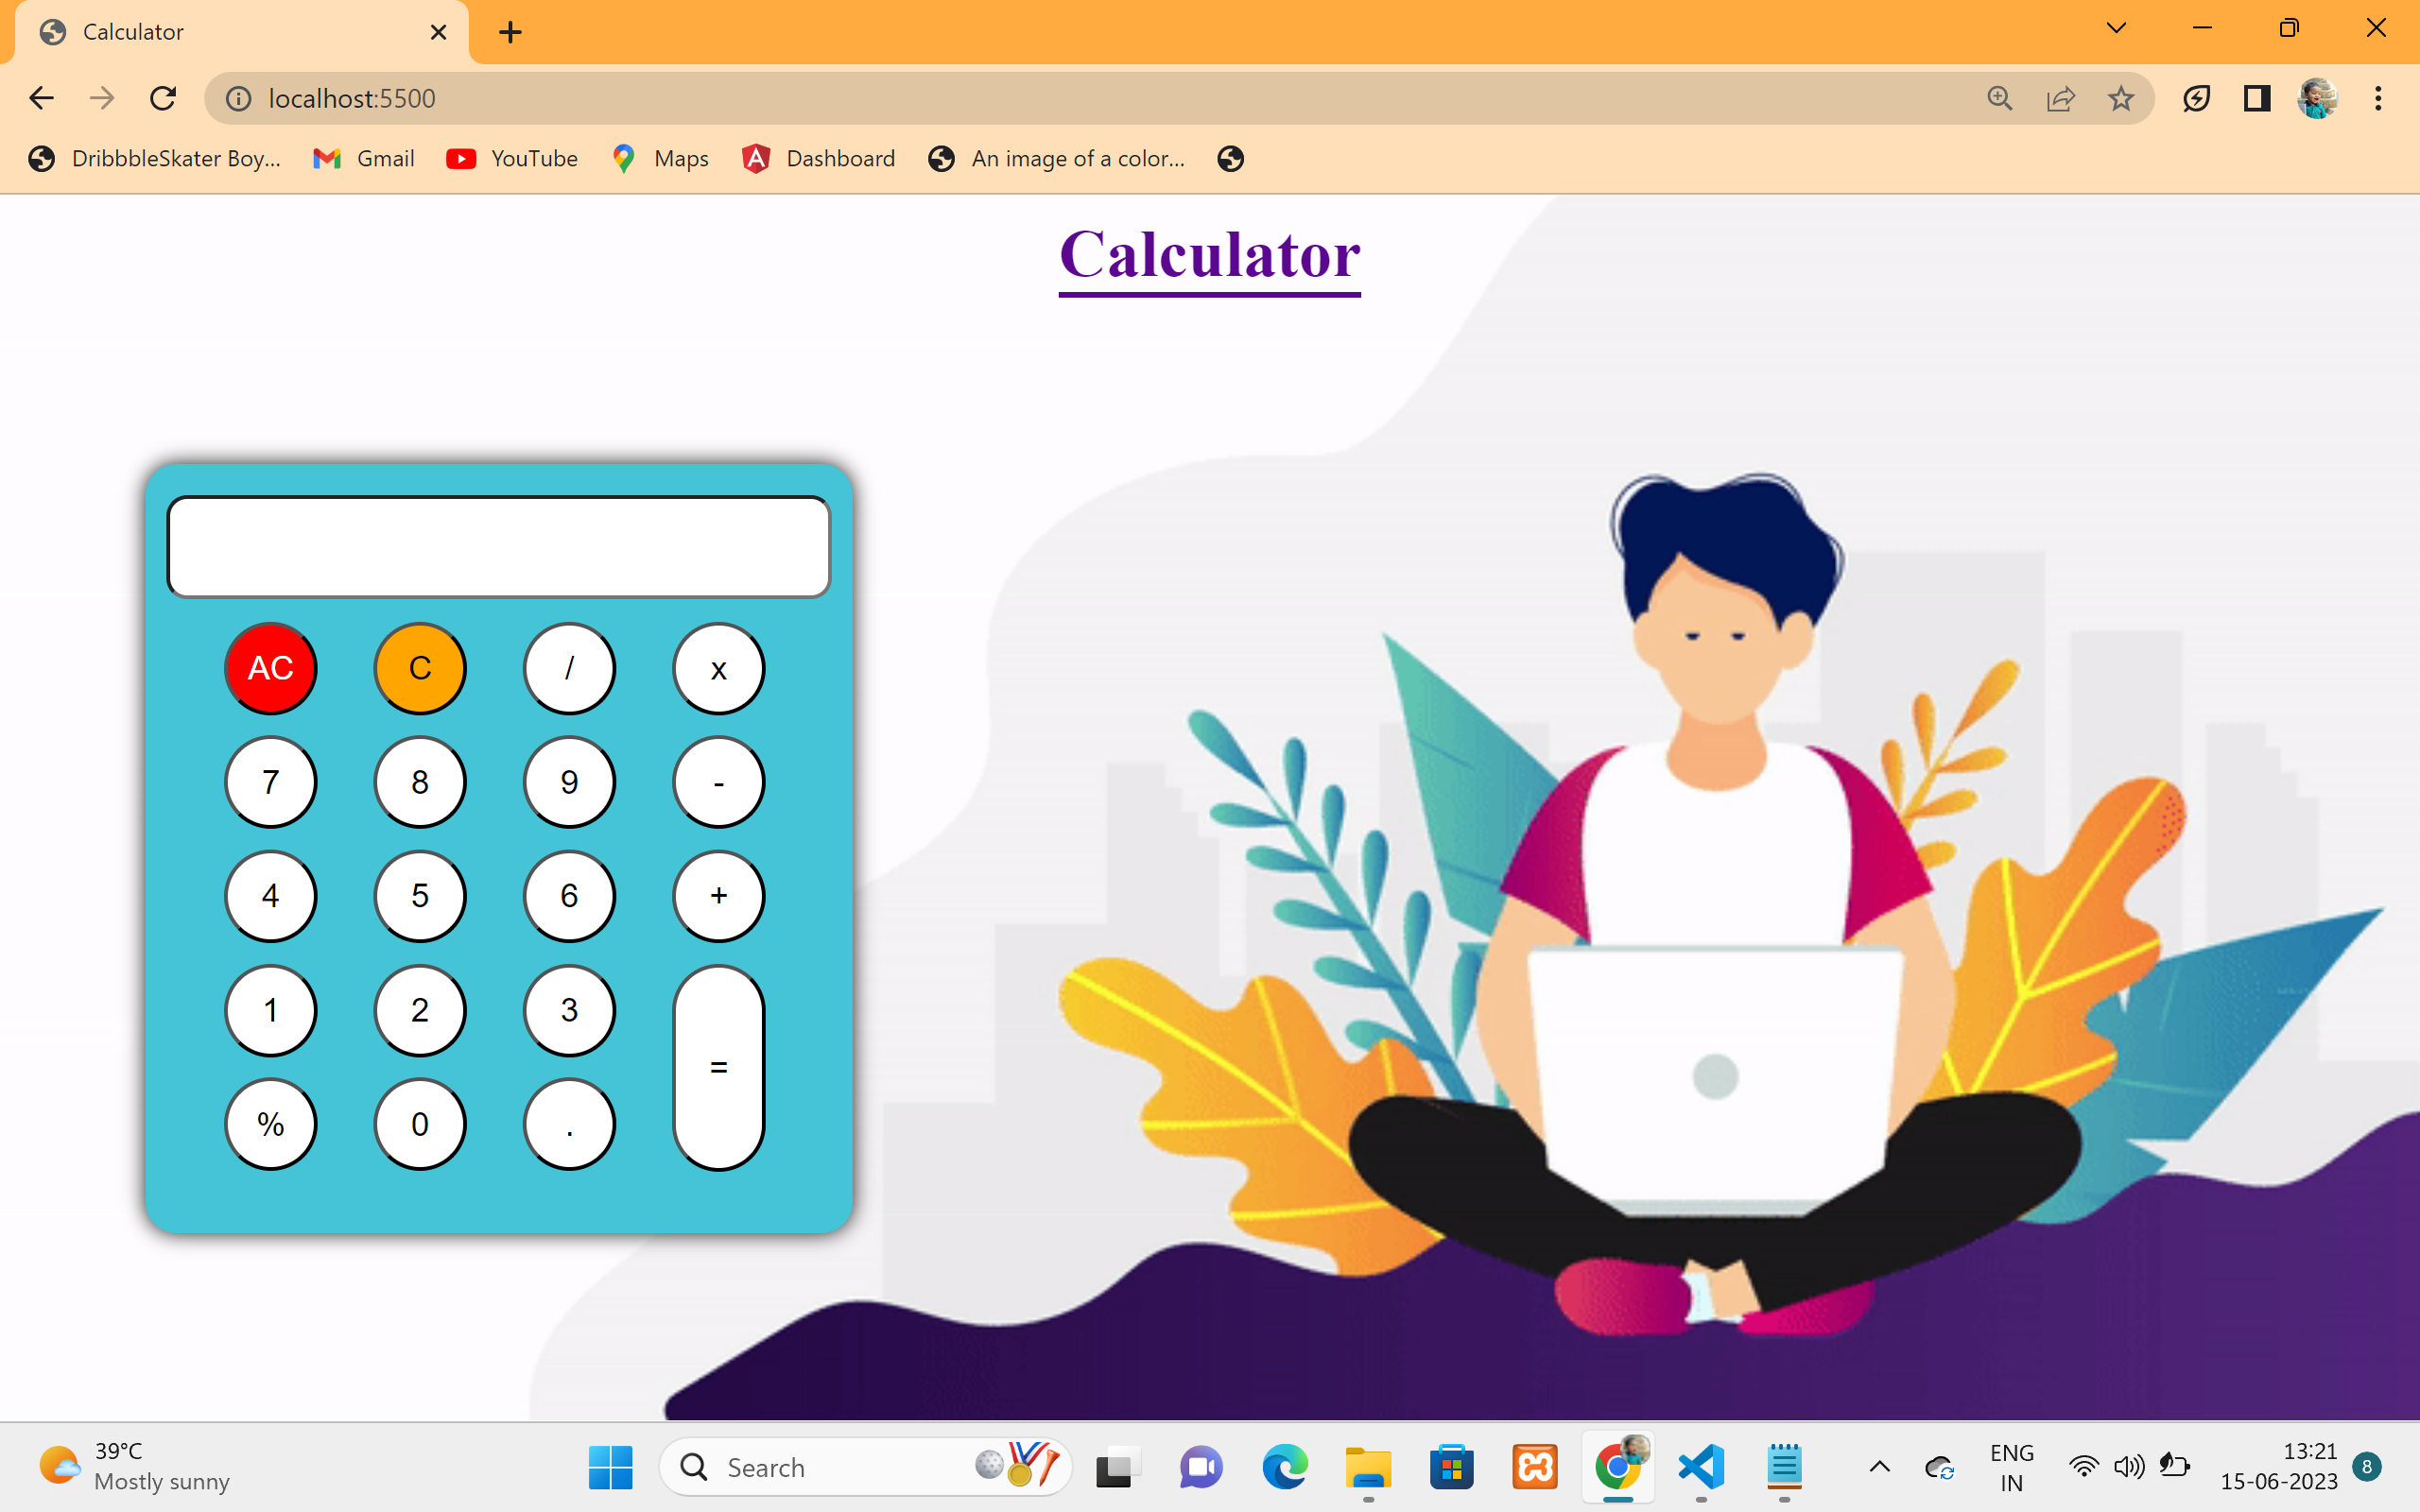 Calculator
localhost:5500
DribbbleSkater Boy...
Gmail
YouTube
Maps
Dashboard
An image of a color...
Calculator
AC C / x
7 8 9 -
4 5 6 +
1 2 3
=
% 0 .
39°C
Mostly sunny
Search
ENG
IN
13:21
15-06-2023
8